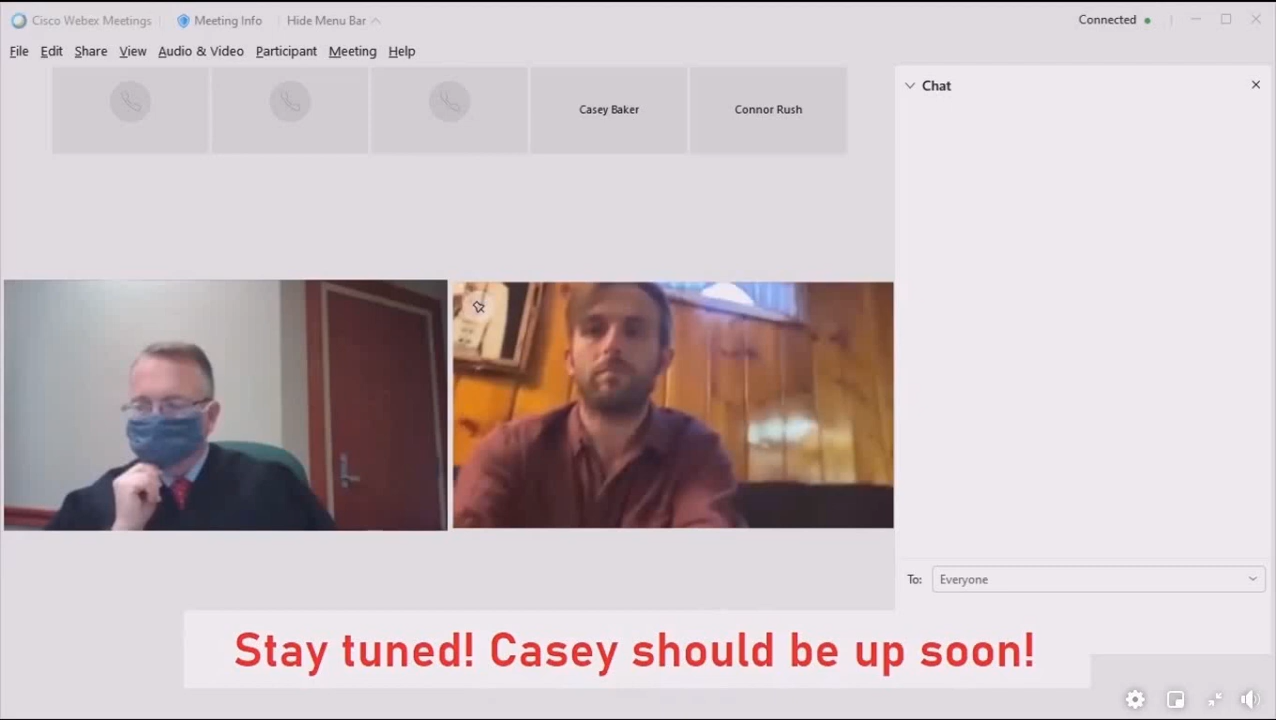 Cisco Webex Meetings
Meeting Info
Hide Menu Bar
Connected
File Edit Share View Audio & Video Participant Meeting Help
Casey Baker
Connor Rush
Chat
To: Everyone
Stay tuned! Casey should be up soon!